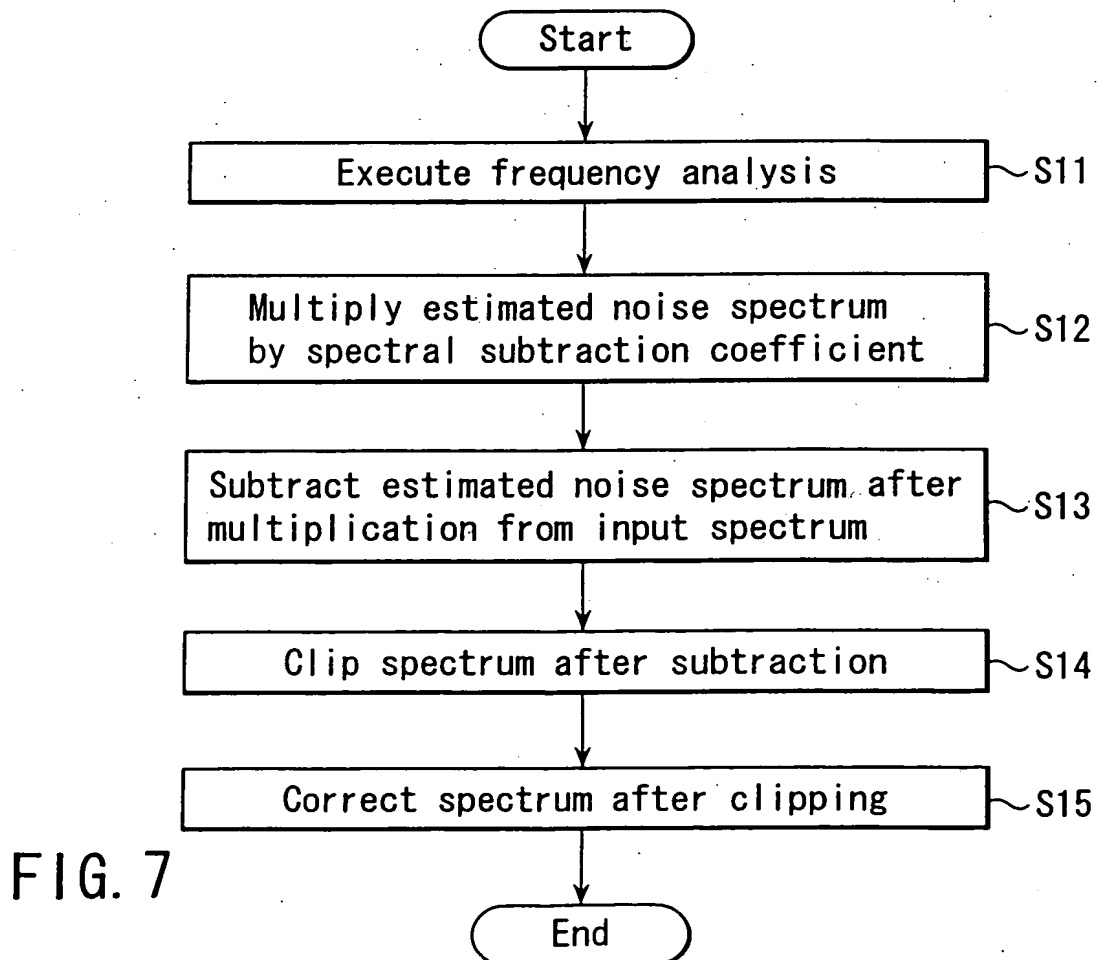 Start
Execute frequency analysis
S11
Multiply estimated noise spectrum
by spectral subtraction coefficient
S12
Subtract estimated noise spectrum after
multiplication from input spectrum
S13
Clip spectrum after subtraction
S14
Correct spectrum after clipping
S15
FIG. 7
End